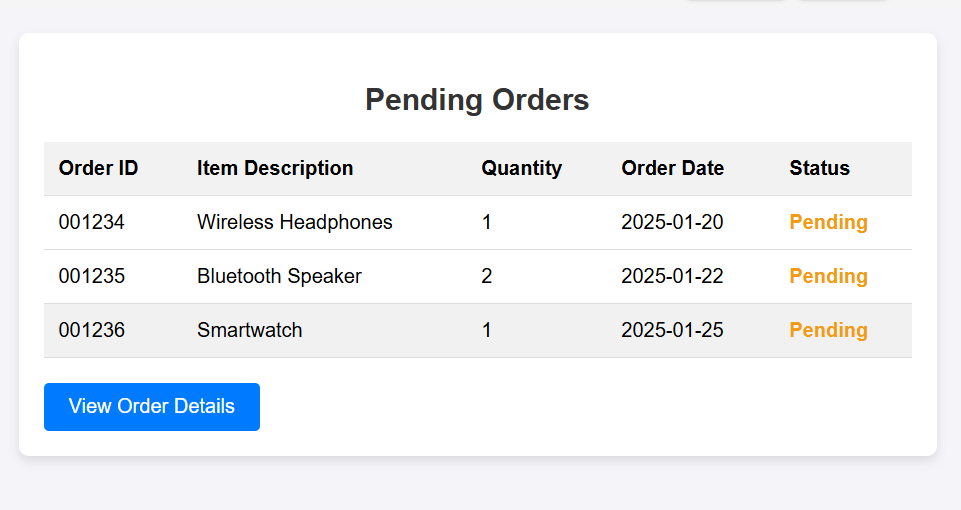 Pending Orders
Order ID Item Description Quantity Order Date Status
001234 Wireless Headphones 1 2025-01-20 Pending
001235 Bluetooth Speaker 2 2025-01-22 Pending
001236 Smartwatch 1 2025-01-25 Pending
View Order Details